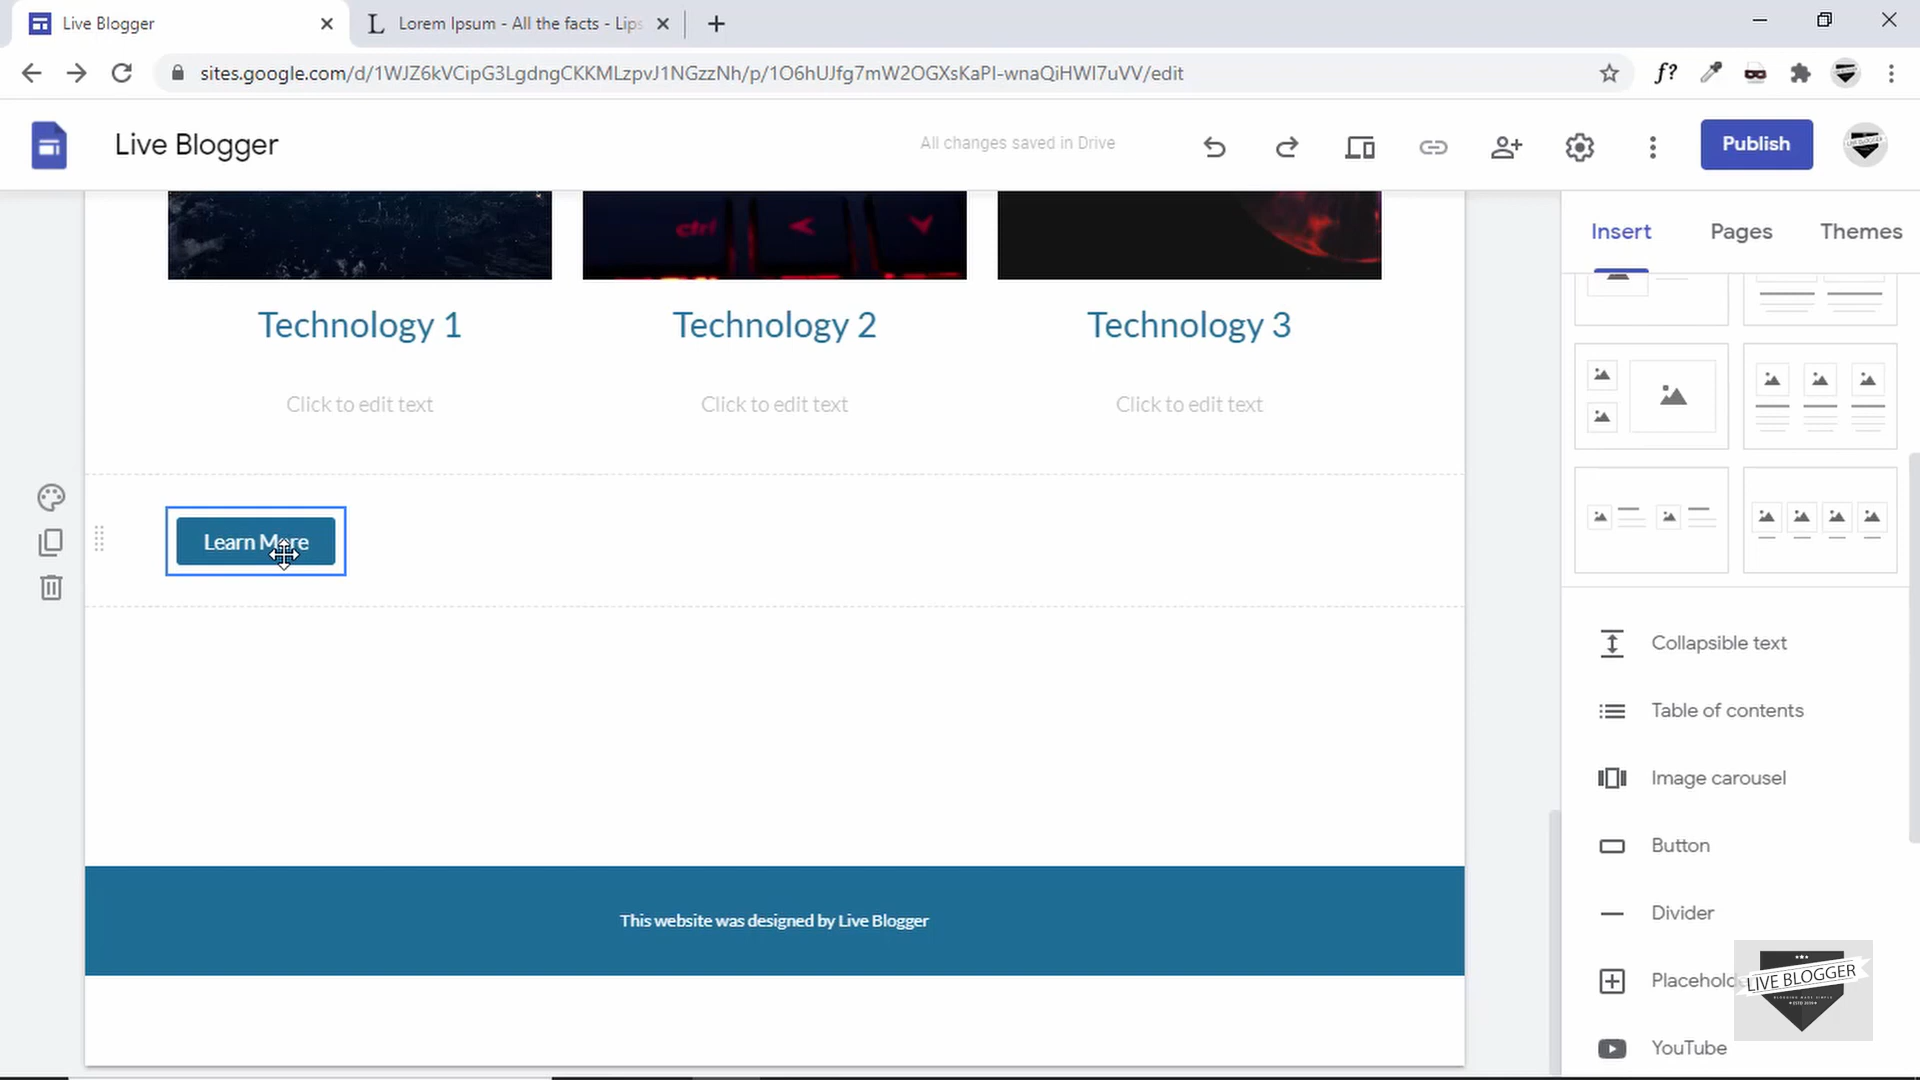 Live Blogger
Lorem Ipsum - All the facts - Lips
sites.google.com/d/1WJZ6kVCipG3LgdngCKKMLzpvJ1NGzzNh/p/1O6hUJfg7mW2OGXsKaPI-wnaQiHWI7uVV/edit
f?
Live Blogger
All changes saved in Drive
Publish
Insert
Pages
Themes
ctrl
Technology 1
Technology 2
Technology 3
Click to edit text
Click to edit text
Click to edit text
Learn More
Collapsible text
Table of contents
Image carousel
Button
Divider
Placehold
YouTube
This website was designed by Live Blogger
LIVE BLOGGER